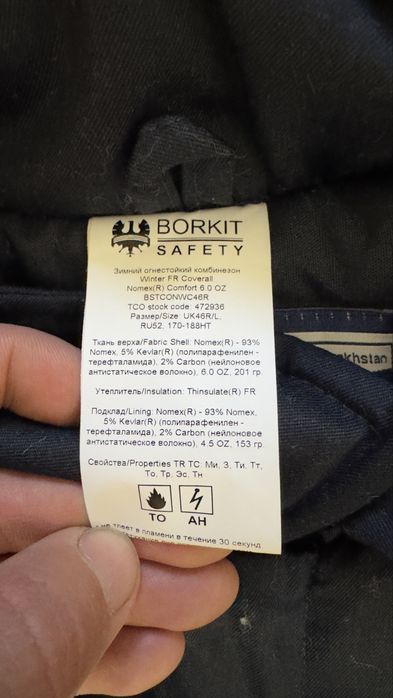 BORKIT
SAFETY
Зимний огнестойкий комбинезон
Winter FR Coverall
Nomex(R) Comfort 6.0 OZ
BSTCONWC46R
TCO stock code: 472936
Размер/Size UK46R/L,
RU52, 170-188HT
Ткань верха/Fabric Shell: Nomex(R) - 93%
Nomex, 5% Kevlar(R) (полипарафенилен -
терефталамида), 2% Carbon (нейлоновое
антистатическое волокно), 6.0 OZ, 201 гр.
Утеплитель/Insulation: Thinsulate(R) FR
Подклад/Lining: Nomex(R) - 93% Nomex,
5% Kevlar(R) (полипарафенилен -
терефталамида), 2% Carbon (нейлоновое
антистатическое волокно), 4.5 OZ, 153 гр.
Свойства/Properties TR TC: Ми, З, Ти, Тт,
То, Тр, Эс, Тн
ТО АН
в пламени в течение 30 секунд
akhstan